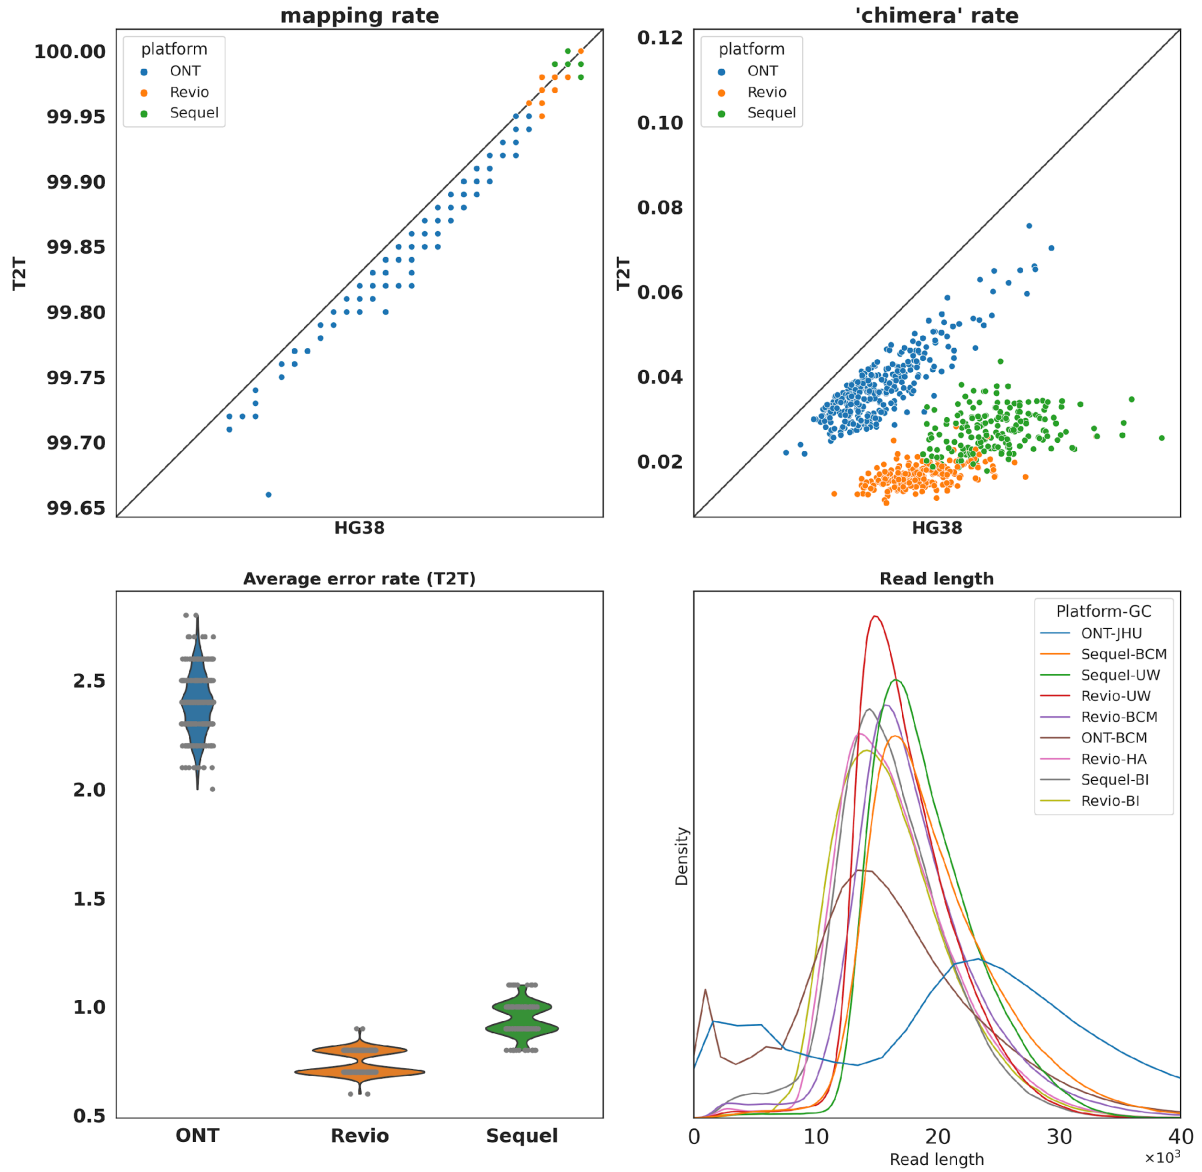 mapping rate
platform
ONT
Revio
Sequel
100.00
99.95
99.90
99.85
99.80
99.75
99.70
99.65
T2T
HG38
'chimera' rate
platform
ONT
Revio
Sequel
0.12
0.10
0.08
0.06
0.04
0.02
T2T
HG38
Average error rate (T2T)
2.5
2.0
1.5
1.0
0.5
ONT Revio Sequel
Read length
Platform-GC
ONT-JHU
Sequel-BCM
Sequel-UW
Revio-UW
Revio-BCM
ONT-BCM
Revio-HA
Sequel-BI
Revio-BI
Density
0 10 20 30 40
×10³
Read length